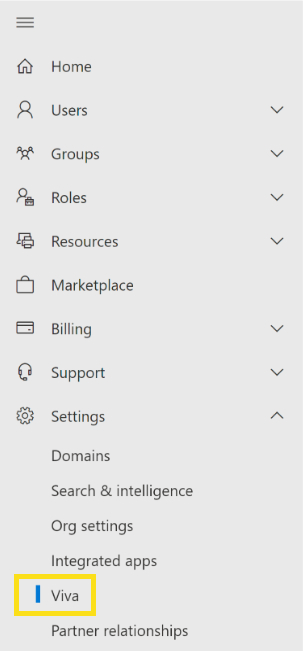 Home
Users
Groups
Roles
Resources
Marketplace
Billing
Support
Settings
Domains
Search & intelligence
Org settings
Integrated apps
Viva
Partner relationships